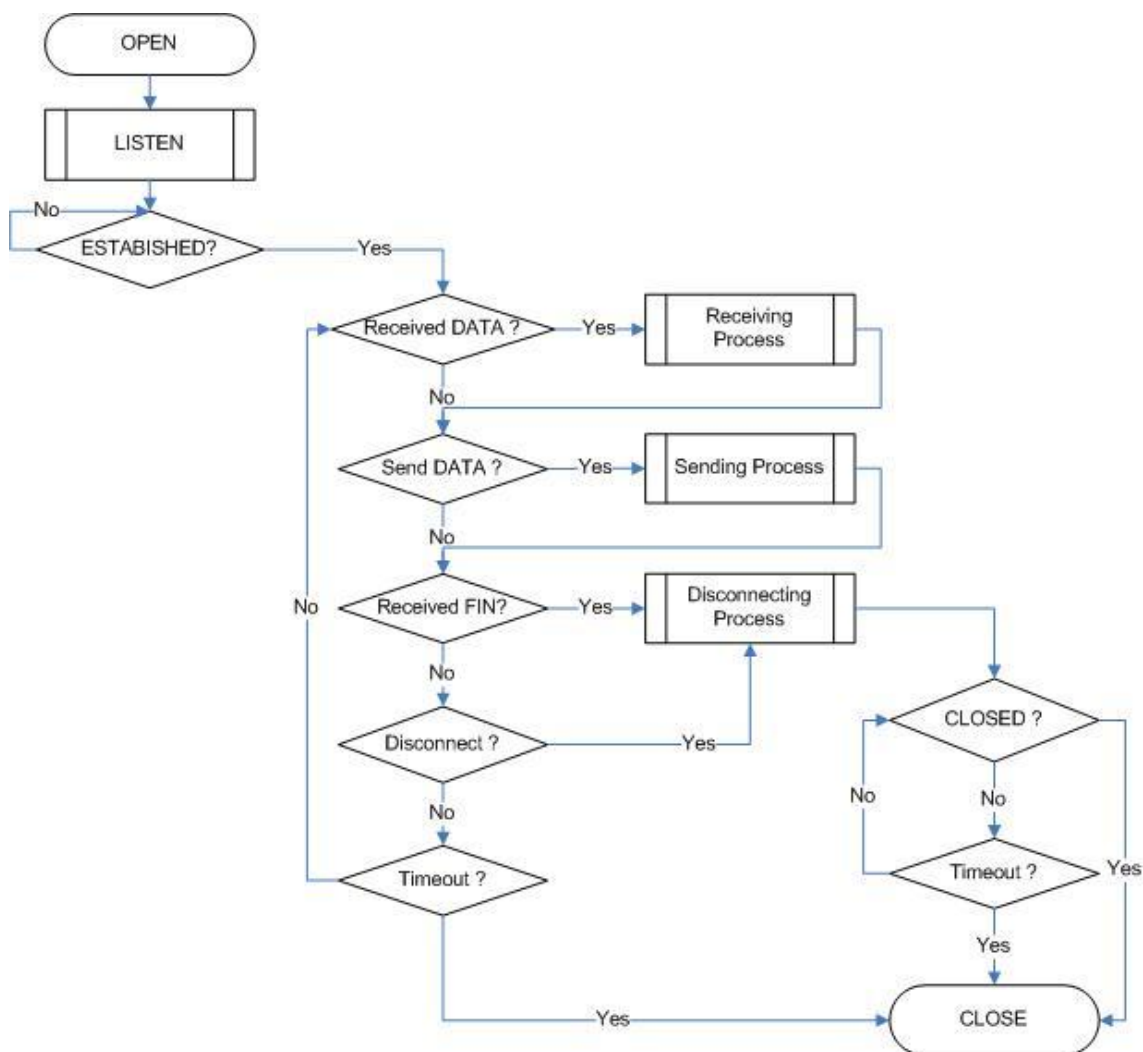 OPEN
LISTEN
No
ESTABISHED?
Yes
Received DATA ?
Yes
Receiving
Process
No
Send DATA ?
Yes
Sending Process
No
Received FIN?
Yes
Disconnecting
Process
No
No
Disconnect ?
Yes
CLOSED ?
No
No
No
Timeout ?
Timeout ?
Yes
Yes
Yes
CLOSE